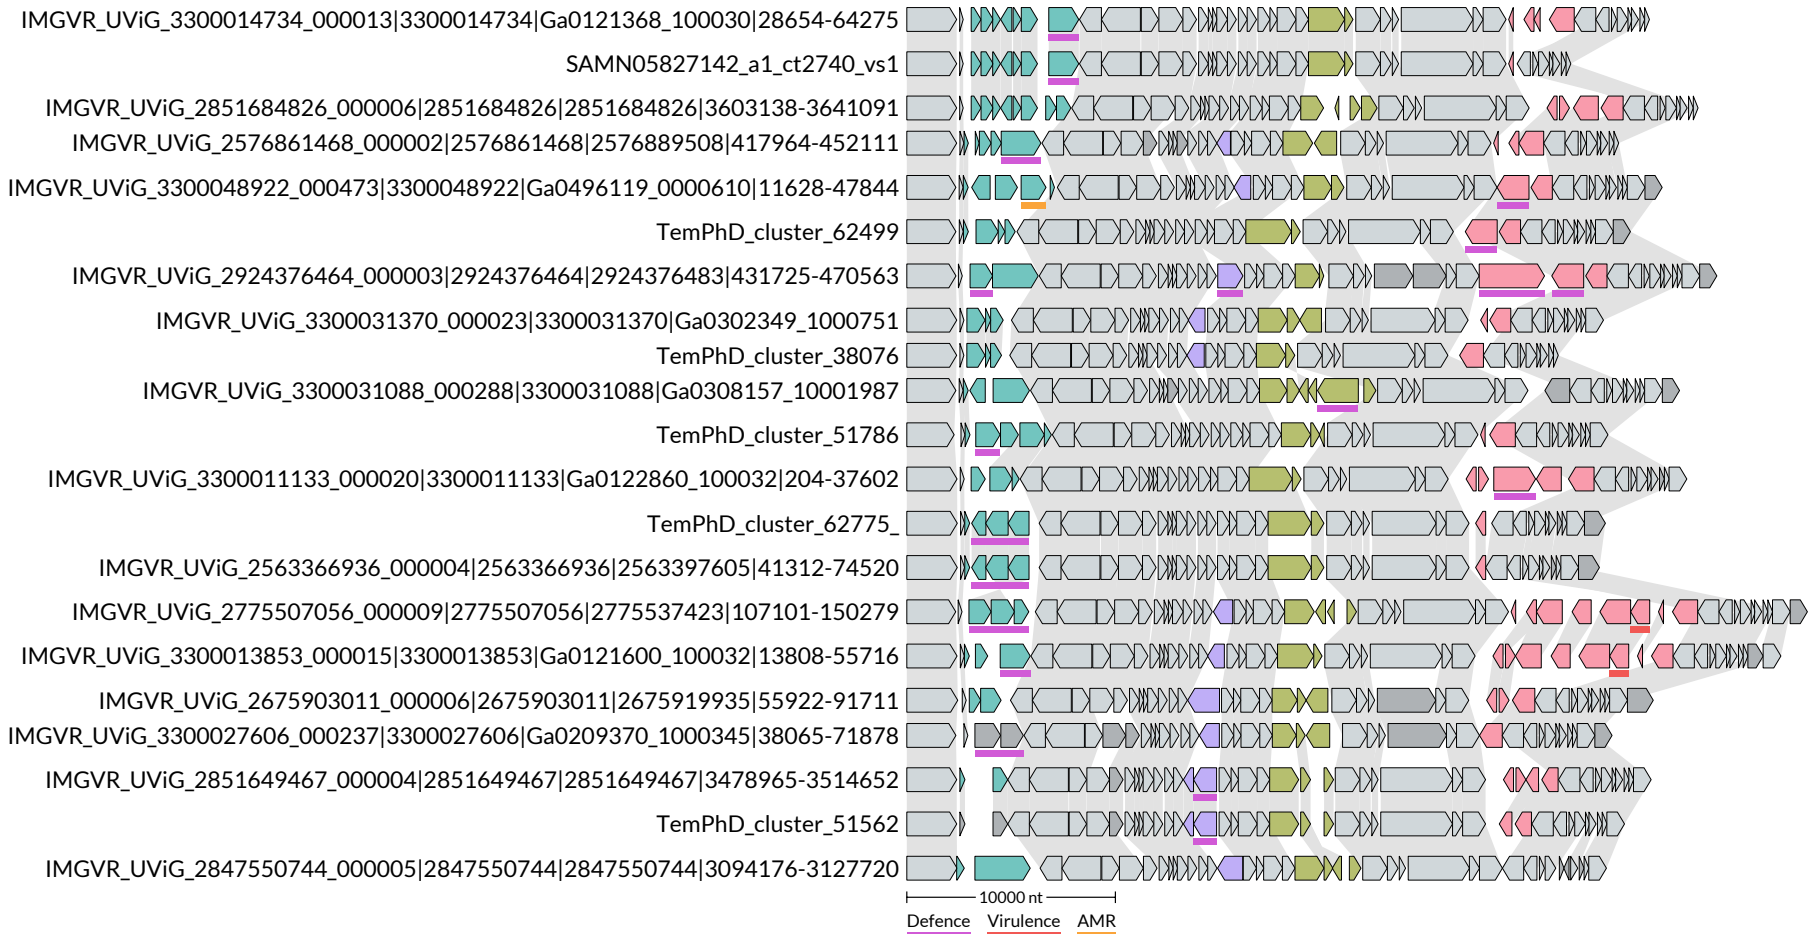 IMGVR_UViG_3300014734_000013|3300014734|Ga0121368_100030|28654-64275
SAMN05827142_a1_ct2740_vs1
IMGVR_UViG_2851684826_000006|2851684826|2851684826|3603138-3641091
IMGVR_UViG_2576861468_000002|2576861468|2576889508|417964-452111
IMGVR_UViG_3300048922_000473|3300048922|Ga0496119_0000610|11628-47844
TemPhD_cluster_62499
IMGVR_UViG_2924376464_000003|2924376464|2924376483|431725-470563
IMGVR_UViG_3300031370_000023|3300031370|Ga0302349_1000751
TemPhD_cluster_38076
IMGVR_UViG_3300031088_000288|3300031088|Ga0308157_10001987
TemPhD_cluster_51786
IMGVR_UViG_3300011133_000020|3300011133|Ga0122860_100032|204-37602
TemPhD_cluster_62775_
IMGVR_UViG_2563366936_000004|2563366936|2563397605|41312-74520
IMGVR_UViG_2775507056_000009|2775507056|2775537423|107101-150279
IMGVR_UViG_3300013853_000015|3300013853|Ga0121600_100032|13808-55716
IMGVR_UViG_2675903011_000006|2675903011|2675919935|55922-91711
IMGVR_UViG_3300027606_000237|3300027606|Ga0209370_1000345|38065-71878
IMGVR_UViG_2851649467_000004|2851649467|2851649467|3478965-3514652
TemPhD_cluster_51562
IMGVR_UViG_2847550744_000005|2847550744|2847550744|3094176-3127720
10000 nt
Defence Virulence AMR